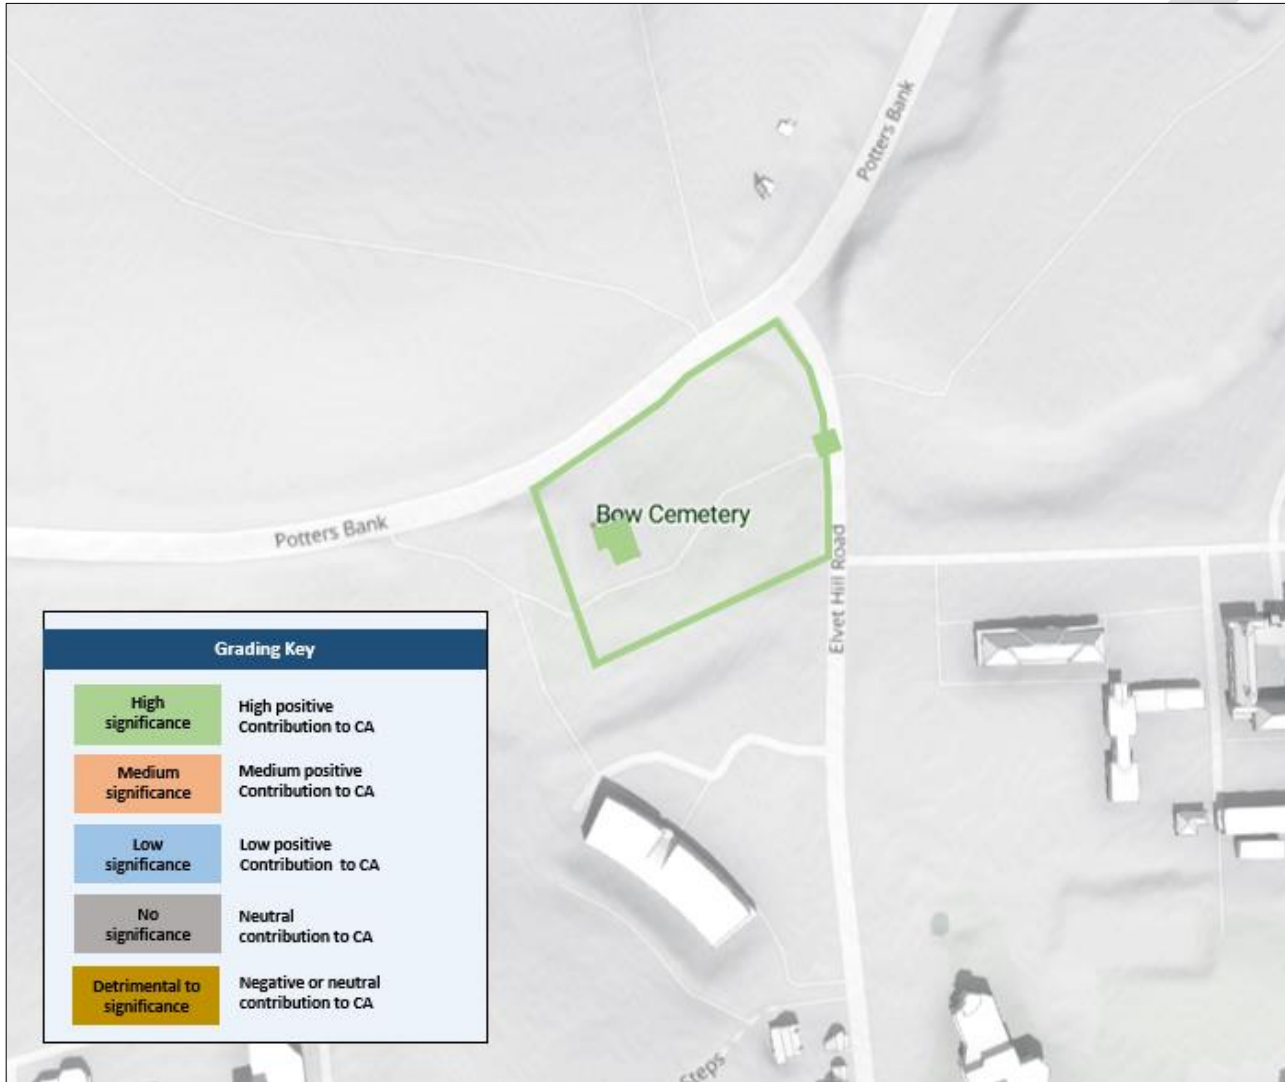 Potters Bank
Bow Cemetery
Potters Bank
Elvet Hill Road
Grading Key
High
significance
High positive
Contribution to CA
Medium
significance
Medium positive
Contribution to CA
Low
significance
Low positive
Contribution to CA
No
significance
Neutral
contribution to CA
Detrimental to
significance
Negative or neutral
contribution to CA
Steps